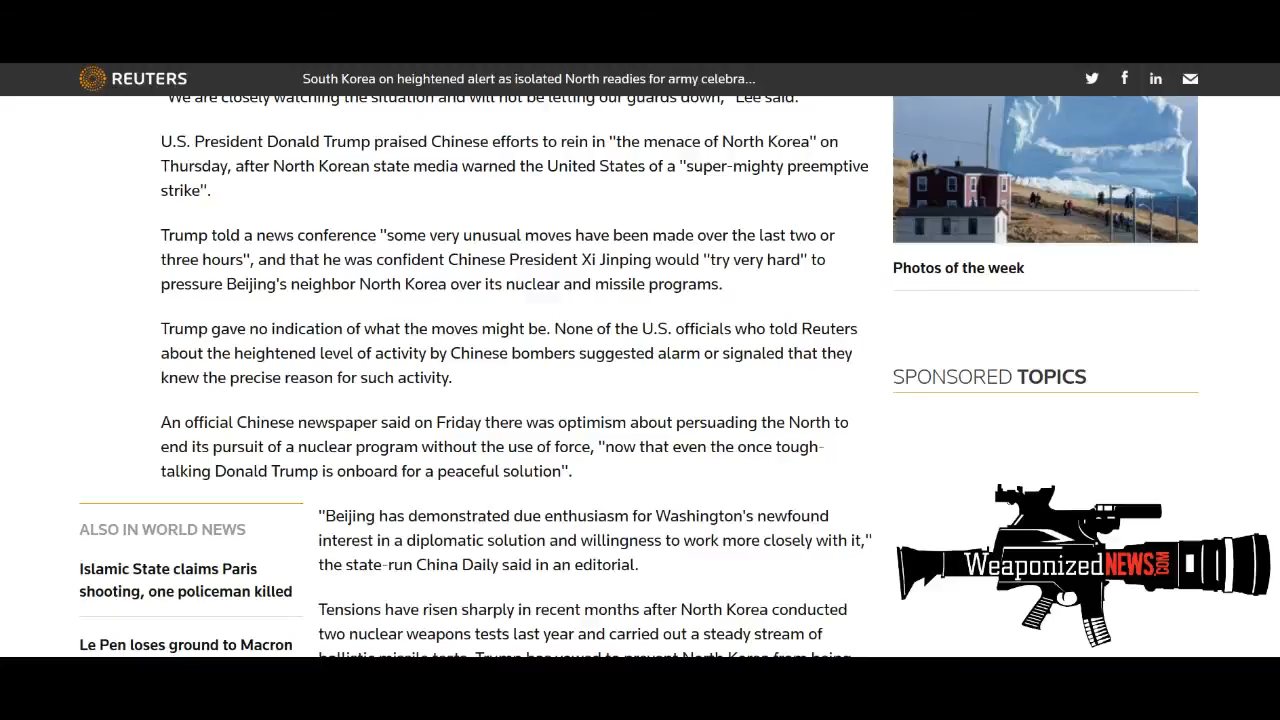 REUTERS
South Korea on heightened alert as isolated North readies for army celebra...
"We are closely watching the situation and will not be letting our guards down," Lee said.
U.S. President Donald Trump praised Chinese efforts to rein in "the menace of North Korea" on
Thursday, after North Korean state media warned the United States of a "super-mighty preemptive
strike".
Trump told a news conference "some very unusual moves have been made over the last two or
three hours", and that he was confident Chinese President Xi Jinping would "try very hard" to
pressure Beijing's neighbor North Korea over its nuclear and missile programs.
Trump gave no indication of what the moves might be. None of the U.S. officials who told Reuters
about the heightened level of activity by Chinese bombers suggested alarm or signaled that they
knew the precise reason for such activity.
An official Chinese newspaper said on Friday there was optimism about persuading the North to
end its pursuit of a nuclear program without the use of force, "now that even the once tough-
talking Donald Trump is onboard for a peaceful solution".
"Beijing has demonstrated due enthusiasm for Washington's newfound
interest in a diplomatic solution and willingness to work more closely with it,"
the state-run China Daily said in an editorial.
Tensions have risen sharply in recent months after North Korea conducted
two nuclear weapons tests last year and carried out a steady stream of
ballistic missile tests. Trump has vowed to prevent North Korea from being
ALSO IN WORLD NEWS
Islamic State claims Paris
shooting, one policeman killed
Le Pen loses ground to Macron
Photos of the week
SPONSORED TOPICS
WeaponizedNEWS.COM